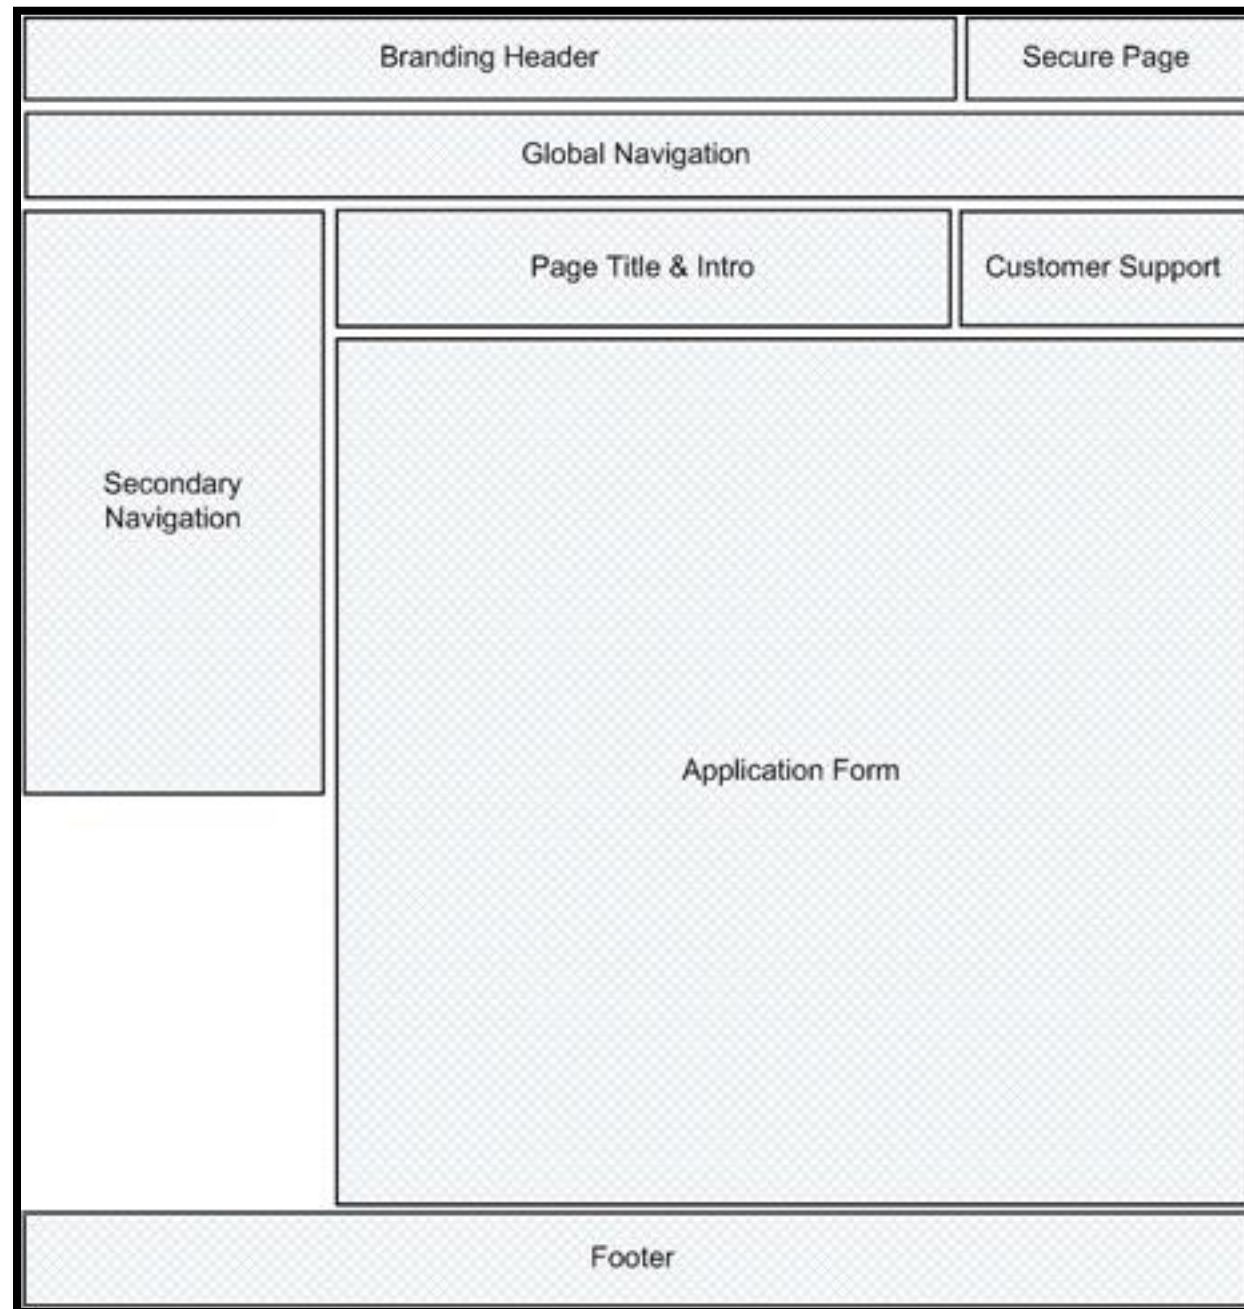 Branding Header
Secure Page
Global Navigation
Page Title & Intro
Customer Support
Secondary
Navigation
Application Form
Footer